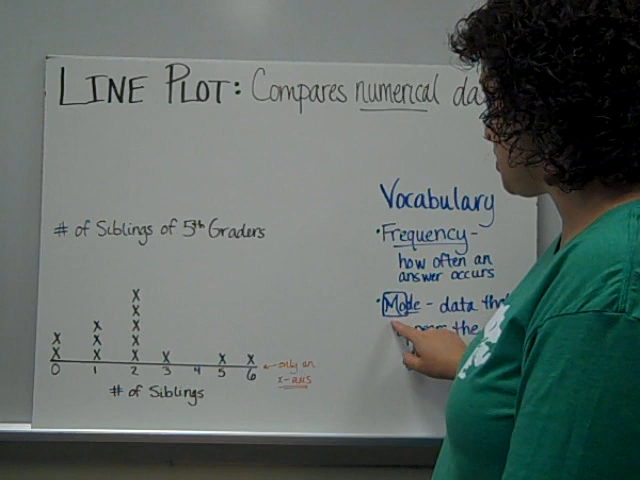 LINE PLOT: Compares numerical da
Vocabulary
• Frequency -
how often an
answer occurs
• Mode - data th
the
# of Siblings of 5th Graders
X
X
X X
X X X
X X X X X X
0 1 2 3 4 5 6
# of Siblings
← only an
x-axis